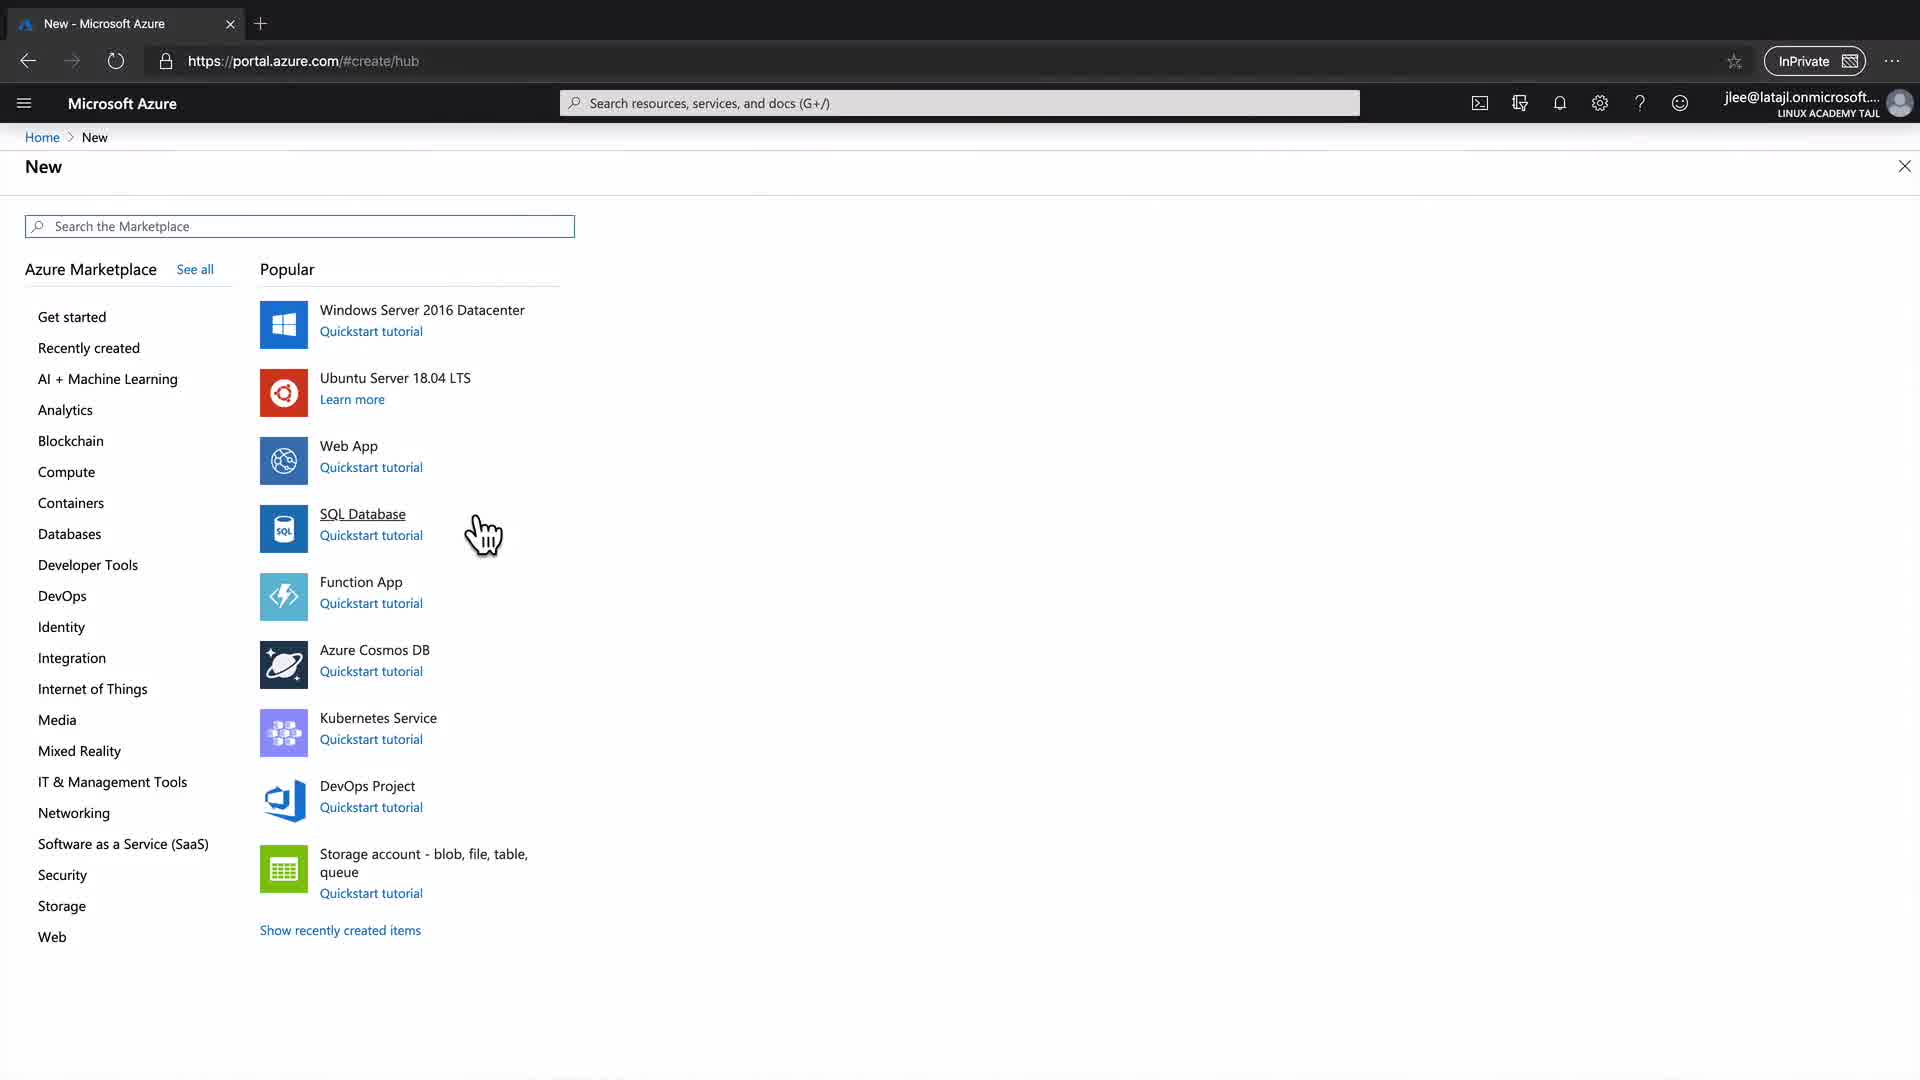 New - Microsoft Azure
https://portal.azure.com/#create/hub
InPrivate
Microsoft Azure
Search resources, services, and docs (G+/)
jlee@latajl.onmicrosoft....
LINUX ACADEMY TAJL
Home > New
New
Search the Marketplace
Azure Marketplace See all
Get started
Recently created
AI + Machine Learning
Analytics
Blockchain
Compute
Containers
Databases
Developer Tools
DevOps
Identity
Integration
Internet of Things
Media
Mixed Reality
IT & Management Tools
Networking
Software as a Service (SaaS)
Security
Storage
Web
Popular
Windows Server 2016 Datacenter
Quickstart tutorial
Ubuntu Server 18.04 LTS
Learn more
Web App
Quickstart tutorial
SQL
SQL Database
Quickstart tutorial
Function App
Quickstart tutorial
Azure Cosmos DB
Quickstart tutorial
Kubernetes Service
Quickstart tutorial
DevOps Project
Quickstart tutorial
Storage account - blob, file, table,
queue
Quickstart tutorial
Show recently created items